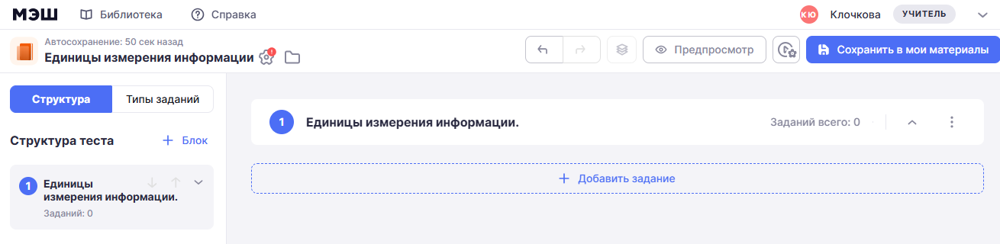 МЭШ Библиотека Справка КЮ Клочкова УЧИТЕЛЬ
Автосохранение: 50 сек назад
Единицы измерения информации
Предпросмотр Сохранить в мои материалы
Структура Типы заданий
Структура теста + Блок
1 Единицы
измерения информации.
Заданий: 0
1 Единицы измерения информации. Заданий всего: 0
+ Добавить задание